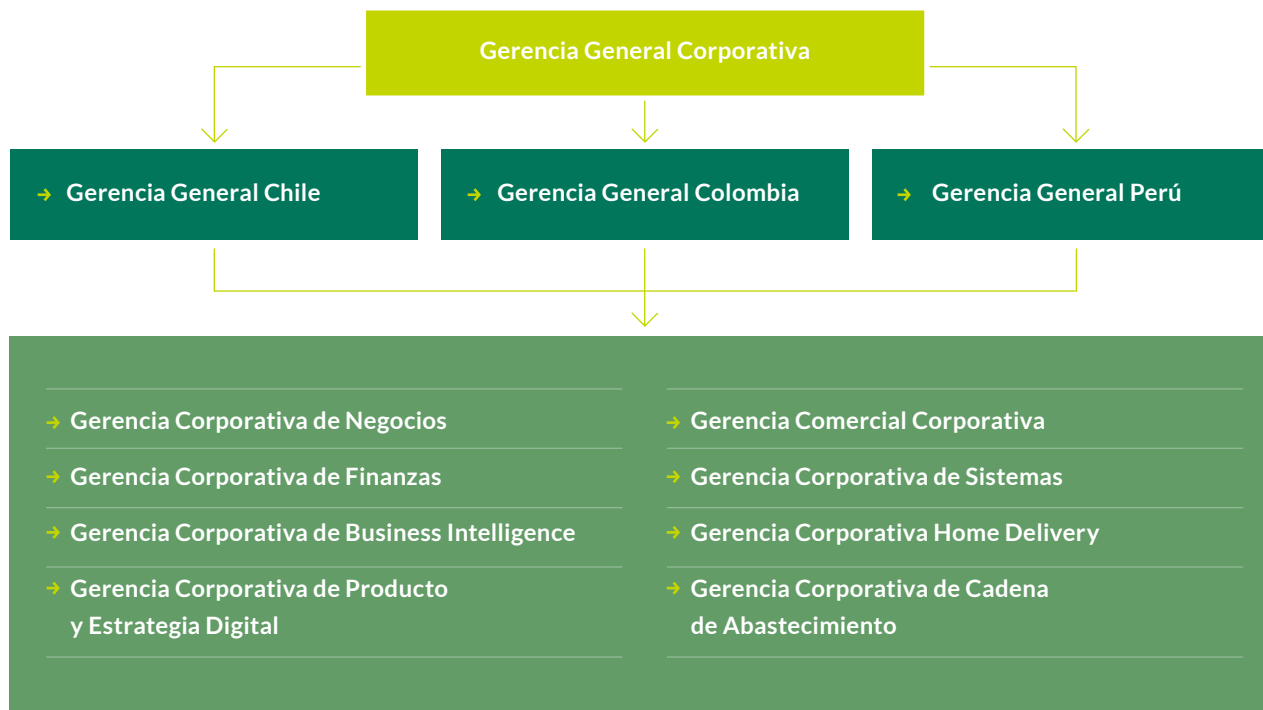 Gerencia General Corporativa
Gerencia General Chile
Gerencia General Colombia
Gerencia General Perú
Gerencia Corporativa de Negocios
Gerencia Corporativa de Finanzas
Gerencia Corporativa de Business Intelligence
Gerencia Corporativa de Producto
y Estrategia Digital
Gerencia Comercial Corporativa
Gerencia Corporativa de Sistemas
Gerencia Corporativa Home Delivery
Gerencia Corporativa de Cadena
de Abastecimiento